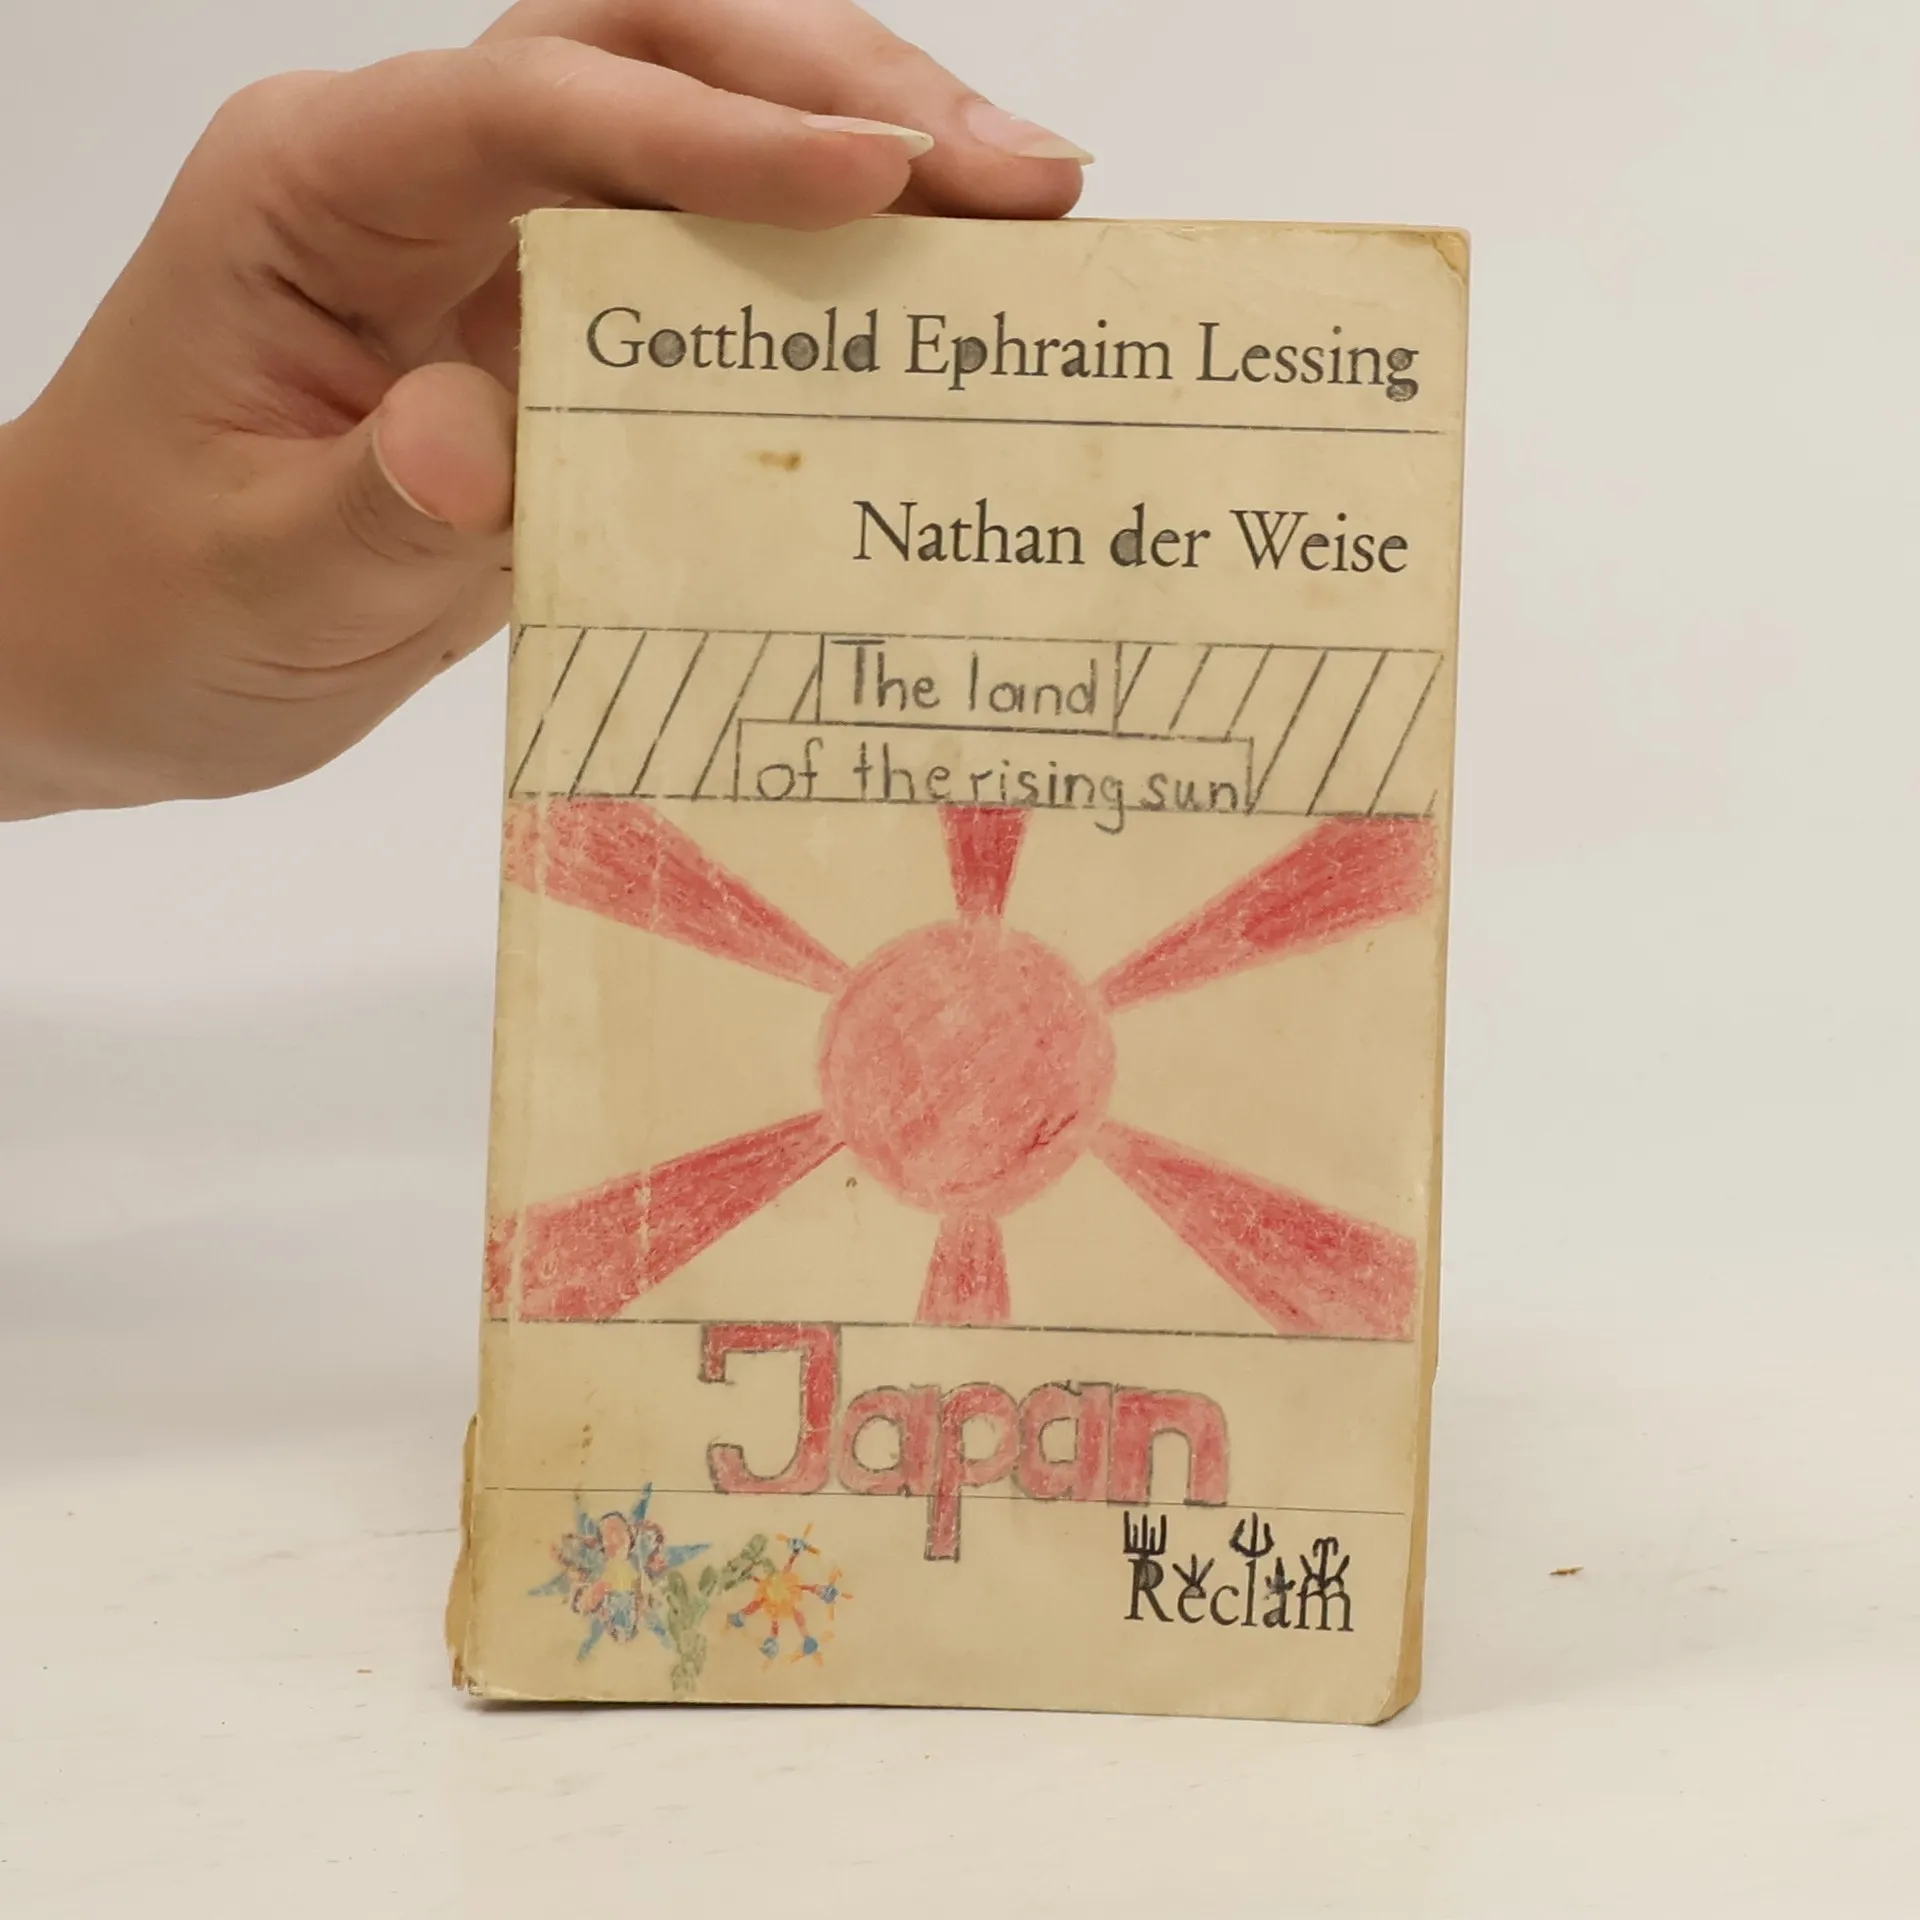 Gotthold Ephraim Lessing
Nathan der Weise
The land
of the rising sun
Japan
Reclam